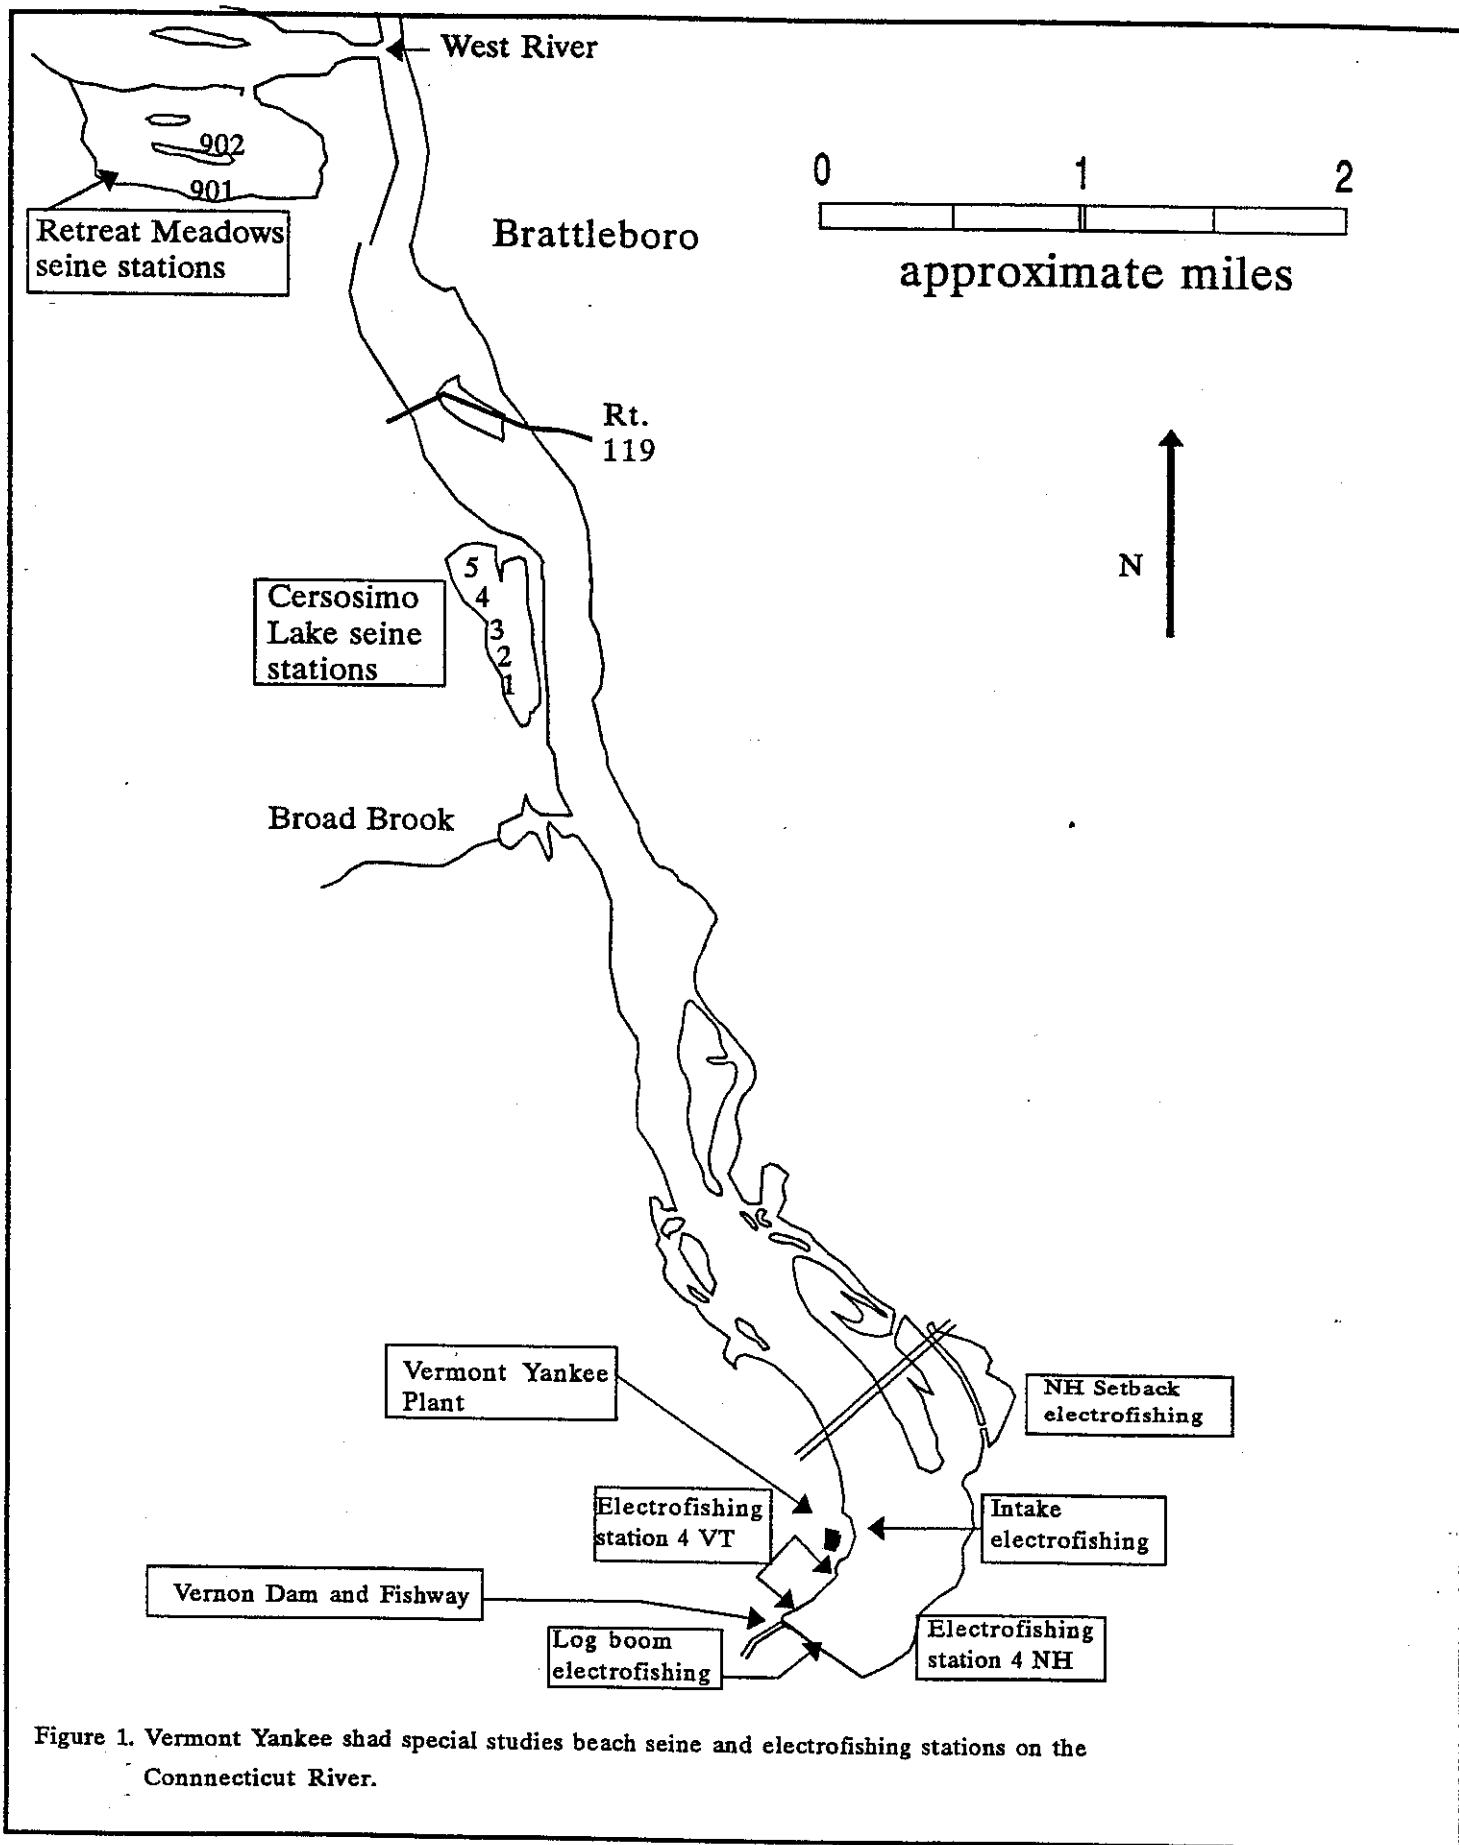 West River
902
901
Retreat Meadows
seine stations
Brattleboro
0 1 2
approximate miles
Rt.
119
N
5
4
3
2
1
Cersosimo
Lake seine
stations
Broad Brook
Vermont Yankee
Plant
NH Setback
electrofishing
Electrofishing
station 4 VT
Intake
electrofishing
Vernon Dam and Fishway
Log boom
electrofishing
Electrofishing
station 4 NH
Figure 1. Vermont Yankee shad special studies beach seine and electrofishing stations on the
Connnecticut River.